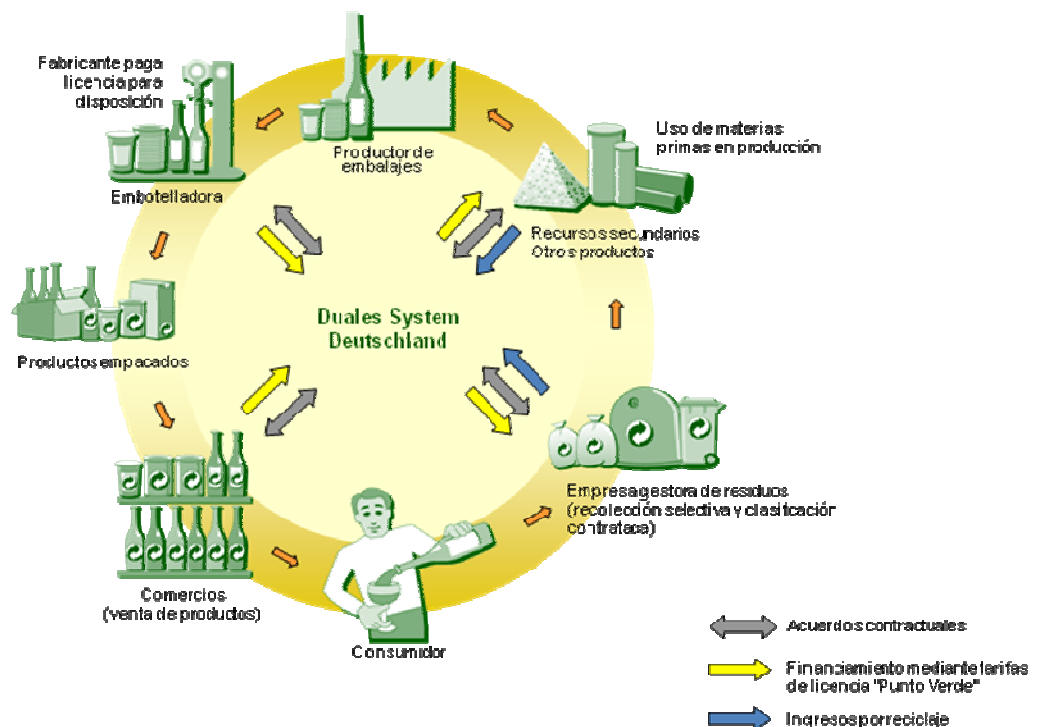 Fabricante paga
licencia para
disposición
Embotelladora
Productor de
embalajes
Uso de materias
primas en producción
Recursos secundarios
Otros productos
Duales System
Deutschland
Productos empacados
Comercios
(venta de productos)
Consumidor
Empresa gestora de residuos
(recolección selectiva y clasificación
contratada)
Acuerdos contractuales
Financiamiento mediante tarifas
de licencia "Punto Verde"
Ingresos por reciclaje